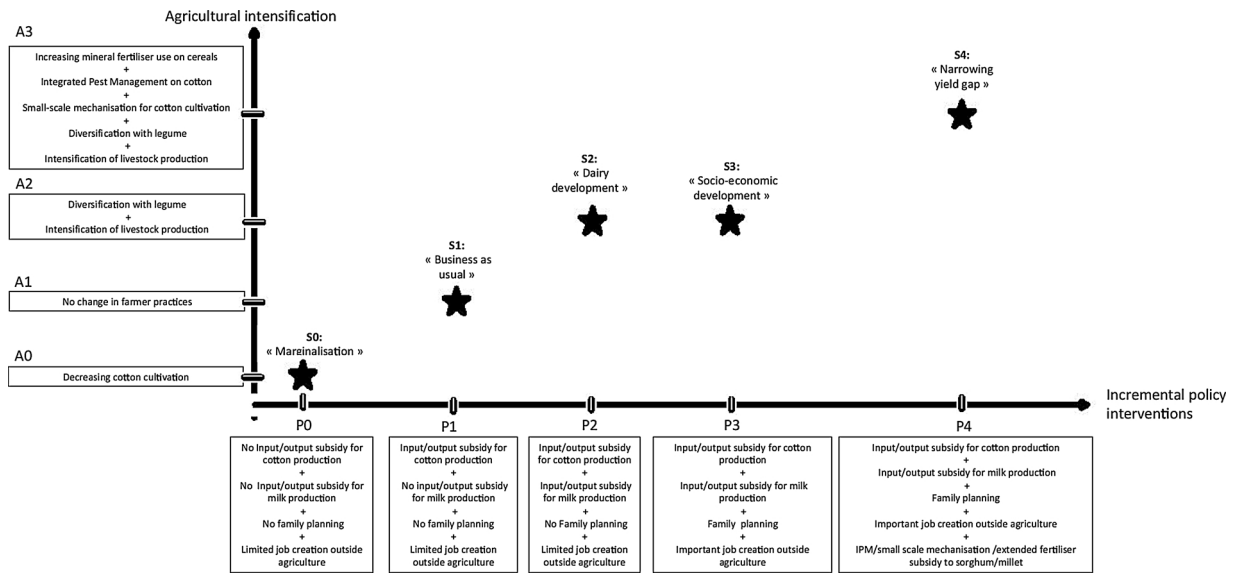 Agricultural intensification
A3
Increasing mineral fertiliser use on cereals
+
Integrated Pest Management on cotton
+
Small-scale mechanisation for cotton cultivation
+
Diversification with legume
+
Intensification of livestock production
A2
Diversification with legume
+
Intensification of livestock production
A1
No change in farmer practices
A0
Decreasing cotton cultivation
S0:
« Marginalisation »
S1:
« Business as
usual »
S2:
« Dairy
development »
S3:
« Socio-economic
development »
S4:
« Narrowing
yield gap »
Incremental policy
interventions
P0
No Input/output subsidy for
cotton production
+
No Input/output subsidy for
milk production
+
No family planning
+
Limited job creation outside
agriculture
P1
Input/output subsidy for
cotton production
+
No input/output subsidy
for milk production
+
No family planning
+
Limited job creation
outside agriculture
P2
Input/output subsidy
for cotton production
+
Input/output subsidy
for milk production
+
No Family planning
+
Limited job creation
outside agriculture
P3
Input/output subsidy for cotton
production
+
Input/output subsidy for milk
production
+
Family planning
+
Important job creation outside
agriculture
P4
Input/output subsidy for cotton production
+
Input/output subsidy for milk production
+
Family planning
+
Important job creation outside agriculture
+
IPM/small scale mechanisation /extended fertiliser
subsidy to sorghum/millet